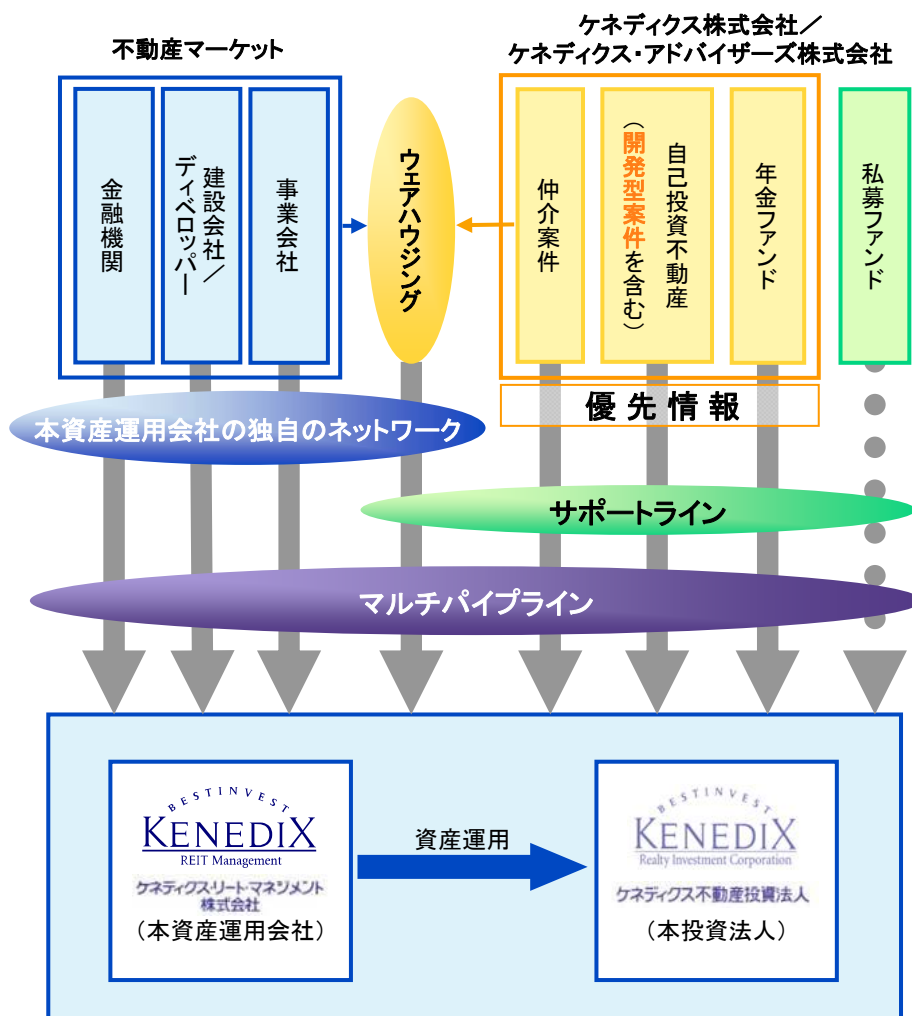 不動産マーケット
ケネディクス株式会社／
ケネディクス・アドバイザーズ株式会社
金融機関
建設会社／
ディベロッパー
事業会社
ウェアハウジング
仲介案件
自己投資不動産
（開発型案件を含む）
年金ファンド
私募ファンド
優先情報
本資産運用会社の独自のネットワーク
サポートライン
マルチパイプライン
BESTINVEST
KENEDIX
REIT Management
ケネディクス・リート・マネジメント
株式会社
（本資産運用会社）
資産運用
BESTINVEST
KENEDIX
Realty Investment Corporation
ケネディクス不動産投資法人
（本投資法人）